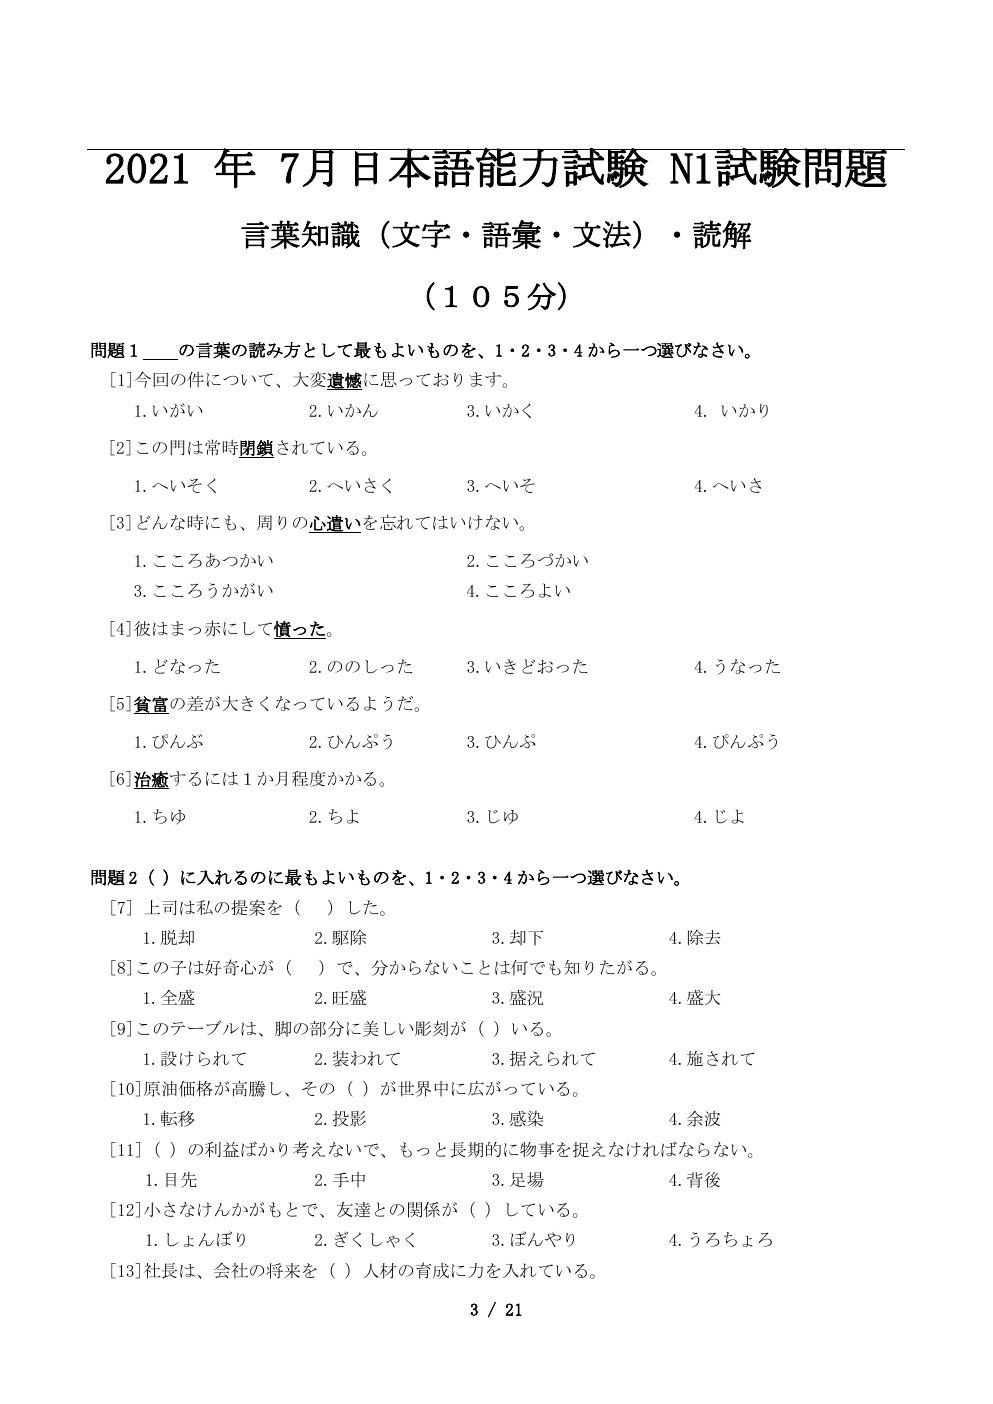 2021 年 7月日本語能力試験 N1試験問題
言葉知識（文字・語彙・文法）・読解
（１０５分）
問題１____の言葉の読み方として最もよいものを、1・2・3・4から一つ選びなさい。
[1]今回の件について、大変遺憾に思っております。
1.いがい 2.いかん 3.いかく 4. いかり
[2]この門は常時閉鎖されている。
1.へいそく 2.へいさく 3.へいそ 4.へいさ
[3]どんな時にも、周りの心遣いを忘れてはいけない。
1.こころあつかい 2.こころづかい
3.こころうかがい 4.こころよい
[4]彼はまっ赤にして憤った。
1.どなった 2.ののしった 3.いきどおった 4.うなった
[5]貧富の差が大きくなっているようだ。
1.ぴんぶ 2.ひんぷう 3.ひんぷ 4.ぴんぷう
[6]治癒するには１か月程度かかる。
1.ちゆ 2.ちよ 3.じゆ 4.じよ
問題２（ ）に入れるのに最もよいものを、1・2・3・4から一つ選びなさい。
[7] 上司は私の提案を（ ）した。
1.脱却 2.駆除 3.却下 4.除去
[8]この子は好奇心が（ ）で、分からないことは何でも知りたがる。
1.全盛 2.旺盛 3.盛況 4.盛大
[9]このテーブルは、脚の部分に美しい彫刻が（ ）いる。
1.設けられて 2.装われて 3.据えられて 4.施されて
[10]原油価格が高騰し、その（ ）が世界中に広がっている。
1.転移 2.投影 3.感染 4.余波
[11]（ ）の利益ばかり考えないで、もっと長期的に物事を捉えなければならない。
1.目先 2.手中 3.足場 4.背後
[12]小さなけんかがもとで、友達との関係が（ ）している。
1.しょんぼり 2.ぎくしゃく 3.ぼんやり 4.うろちょろ
[13]社長は、会社の将来を（ ）人材の育成に力を入れている。
3 / 21